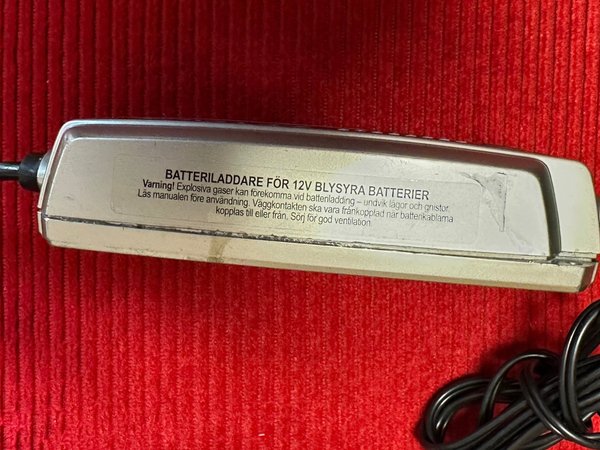 BATTERILADDARE FÖR 12V BLYSYRA BATTERIER
Varning! Explosiva gaser kan förekomma vid batteriladding – undvik lågor och gnistor.
Läs manualen före användning. Väggkontakten ska vara frånkopplad när batterikablarna
kopplas till eller från. Sörj för god ventilation.